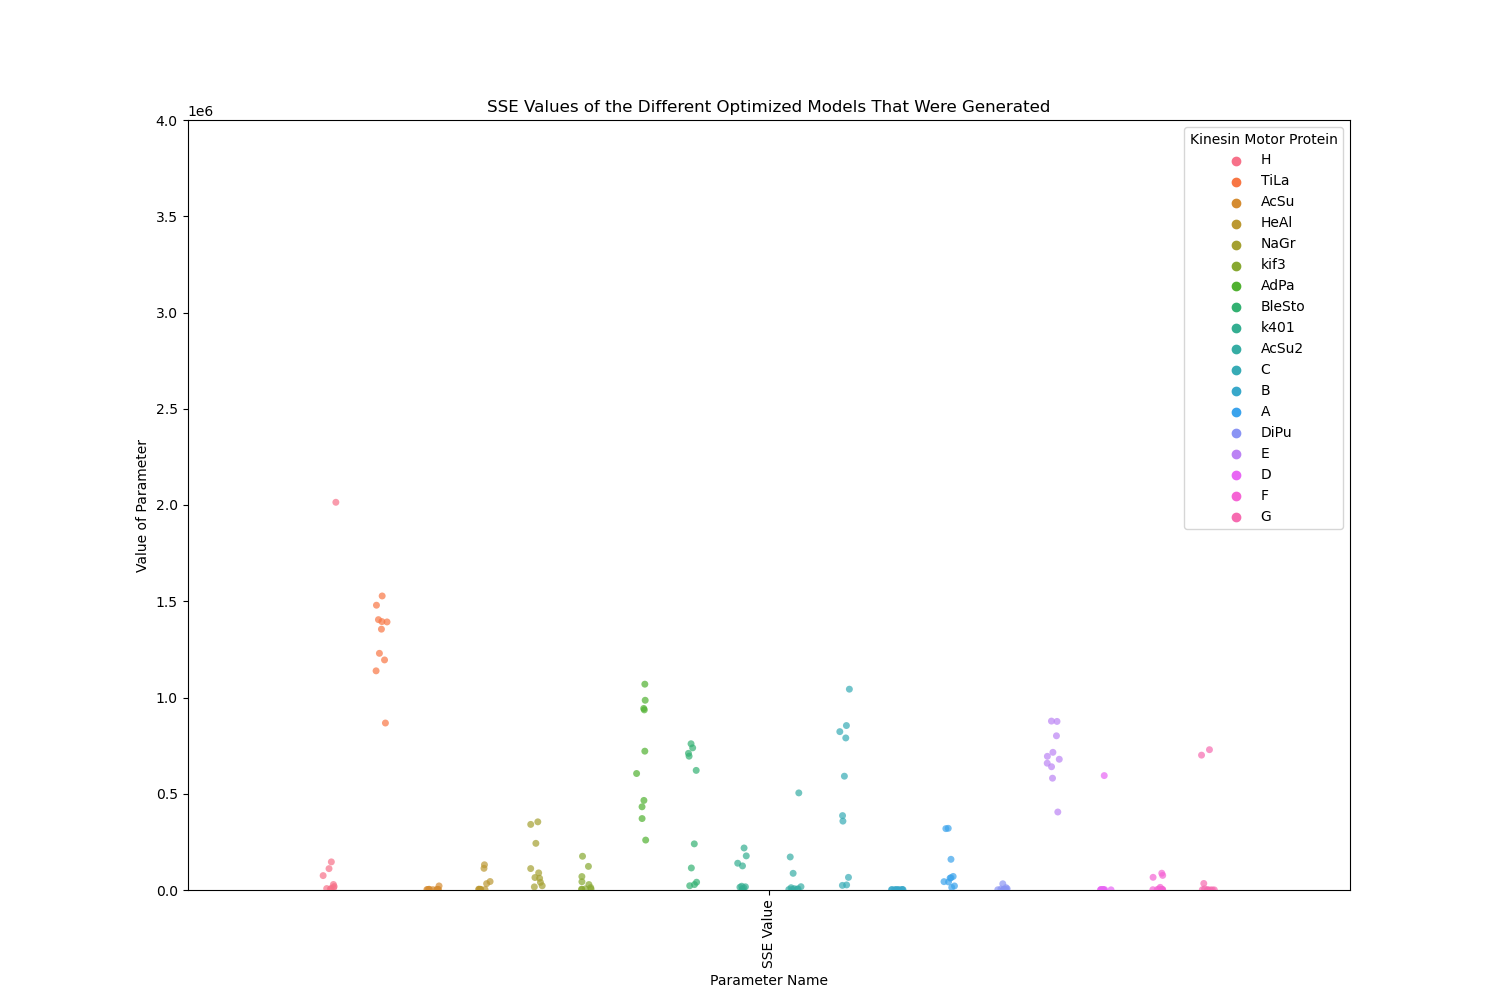 SSE Values of the Different Optimized Models That Were Generated
1e6
4.0
3.5
3.0
2.5
2.0
1.5
1.0
0.5
0.0
Value of Parameter
Kinesin Motor Protein
H
TiLa
AcSu
HeAl
NaGr
kif3
AdPa
BleSto
k401
AcSu2
C
B
A
DiPu
E
D
F
G
SSE Value
Parameter Name